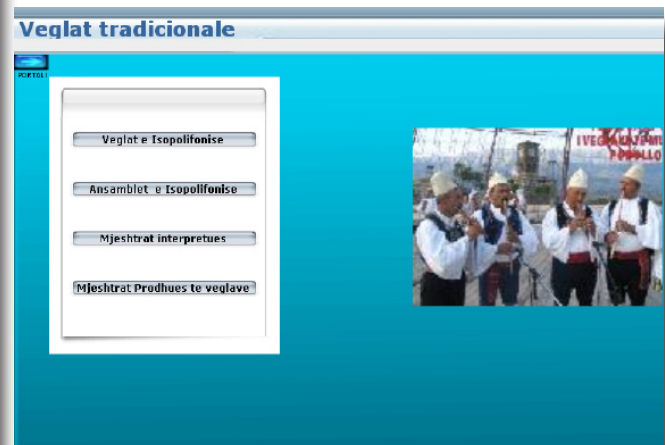 Veglat tradicionale
PORTOLI
Veglat e Isopolifonise
Ansamblet e Isopolifonise
Mjeshtrat interpretues
Mjeshtrat Prodhues te veglave